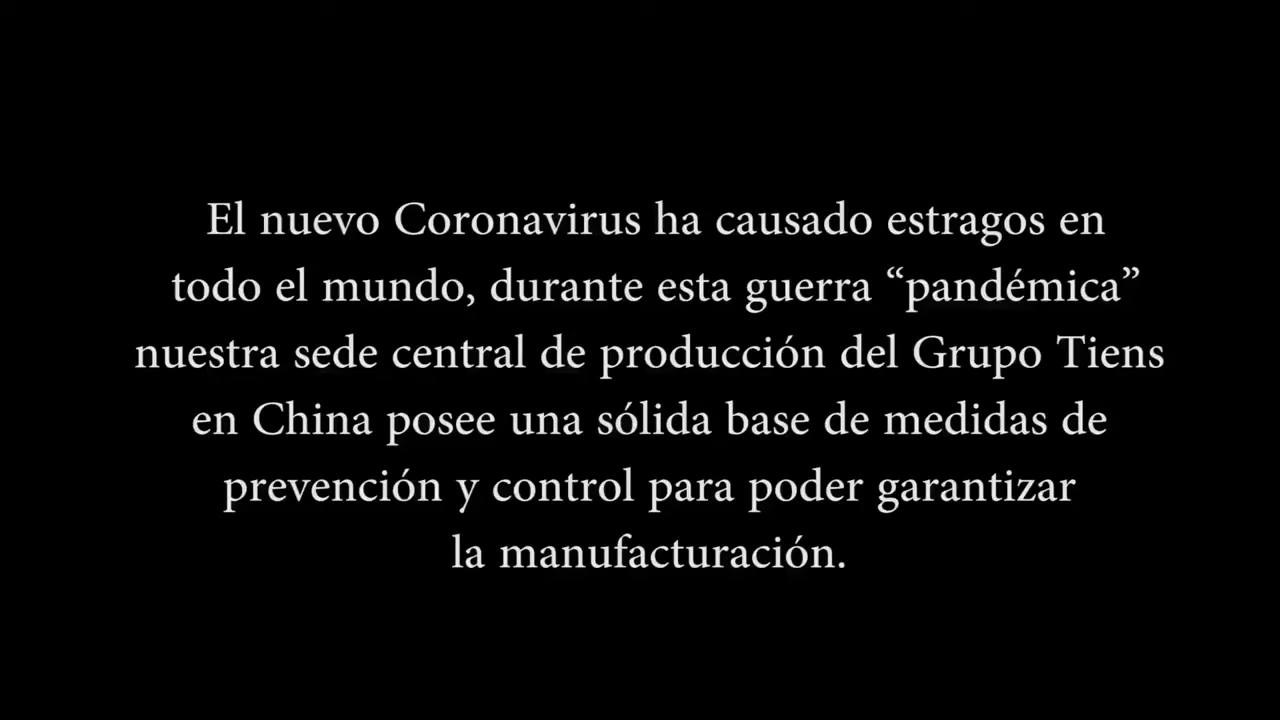 El nuevo Coronavirus ha causado estragos en
todo el mundo, durante esta guerra “pandémica”
nuestra sede central de producción del Grupo Tiens
en China posee una sólida base de medidas de
prevención y control para poder garantizar
la manufacturación.